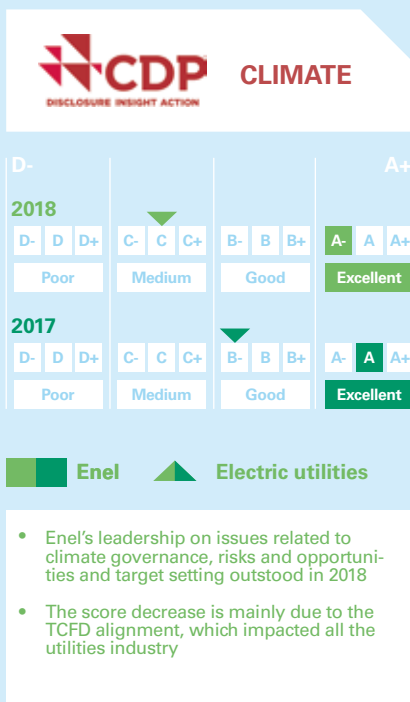 CDP
DISCLOSURE INSIGHT ACTION
CLIMATE
D- A+
2018
D- D D+ C- C C+ B- B B+ A- A A+
Poor Medium Good Excellent
2017
D- D D+ C- C C+ B- B B+ A- A A+
Poor Medium Good Excellent
Enel Electric utilities
• Enel's leadership on issues related to
climate governance, risks and opportuni-
ties and target setting outstood in 2018
• The score decrease is mainly due to the
TCFD alignment, which impacted all the
utilities industry